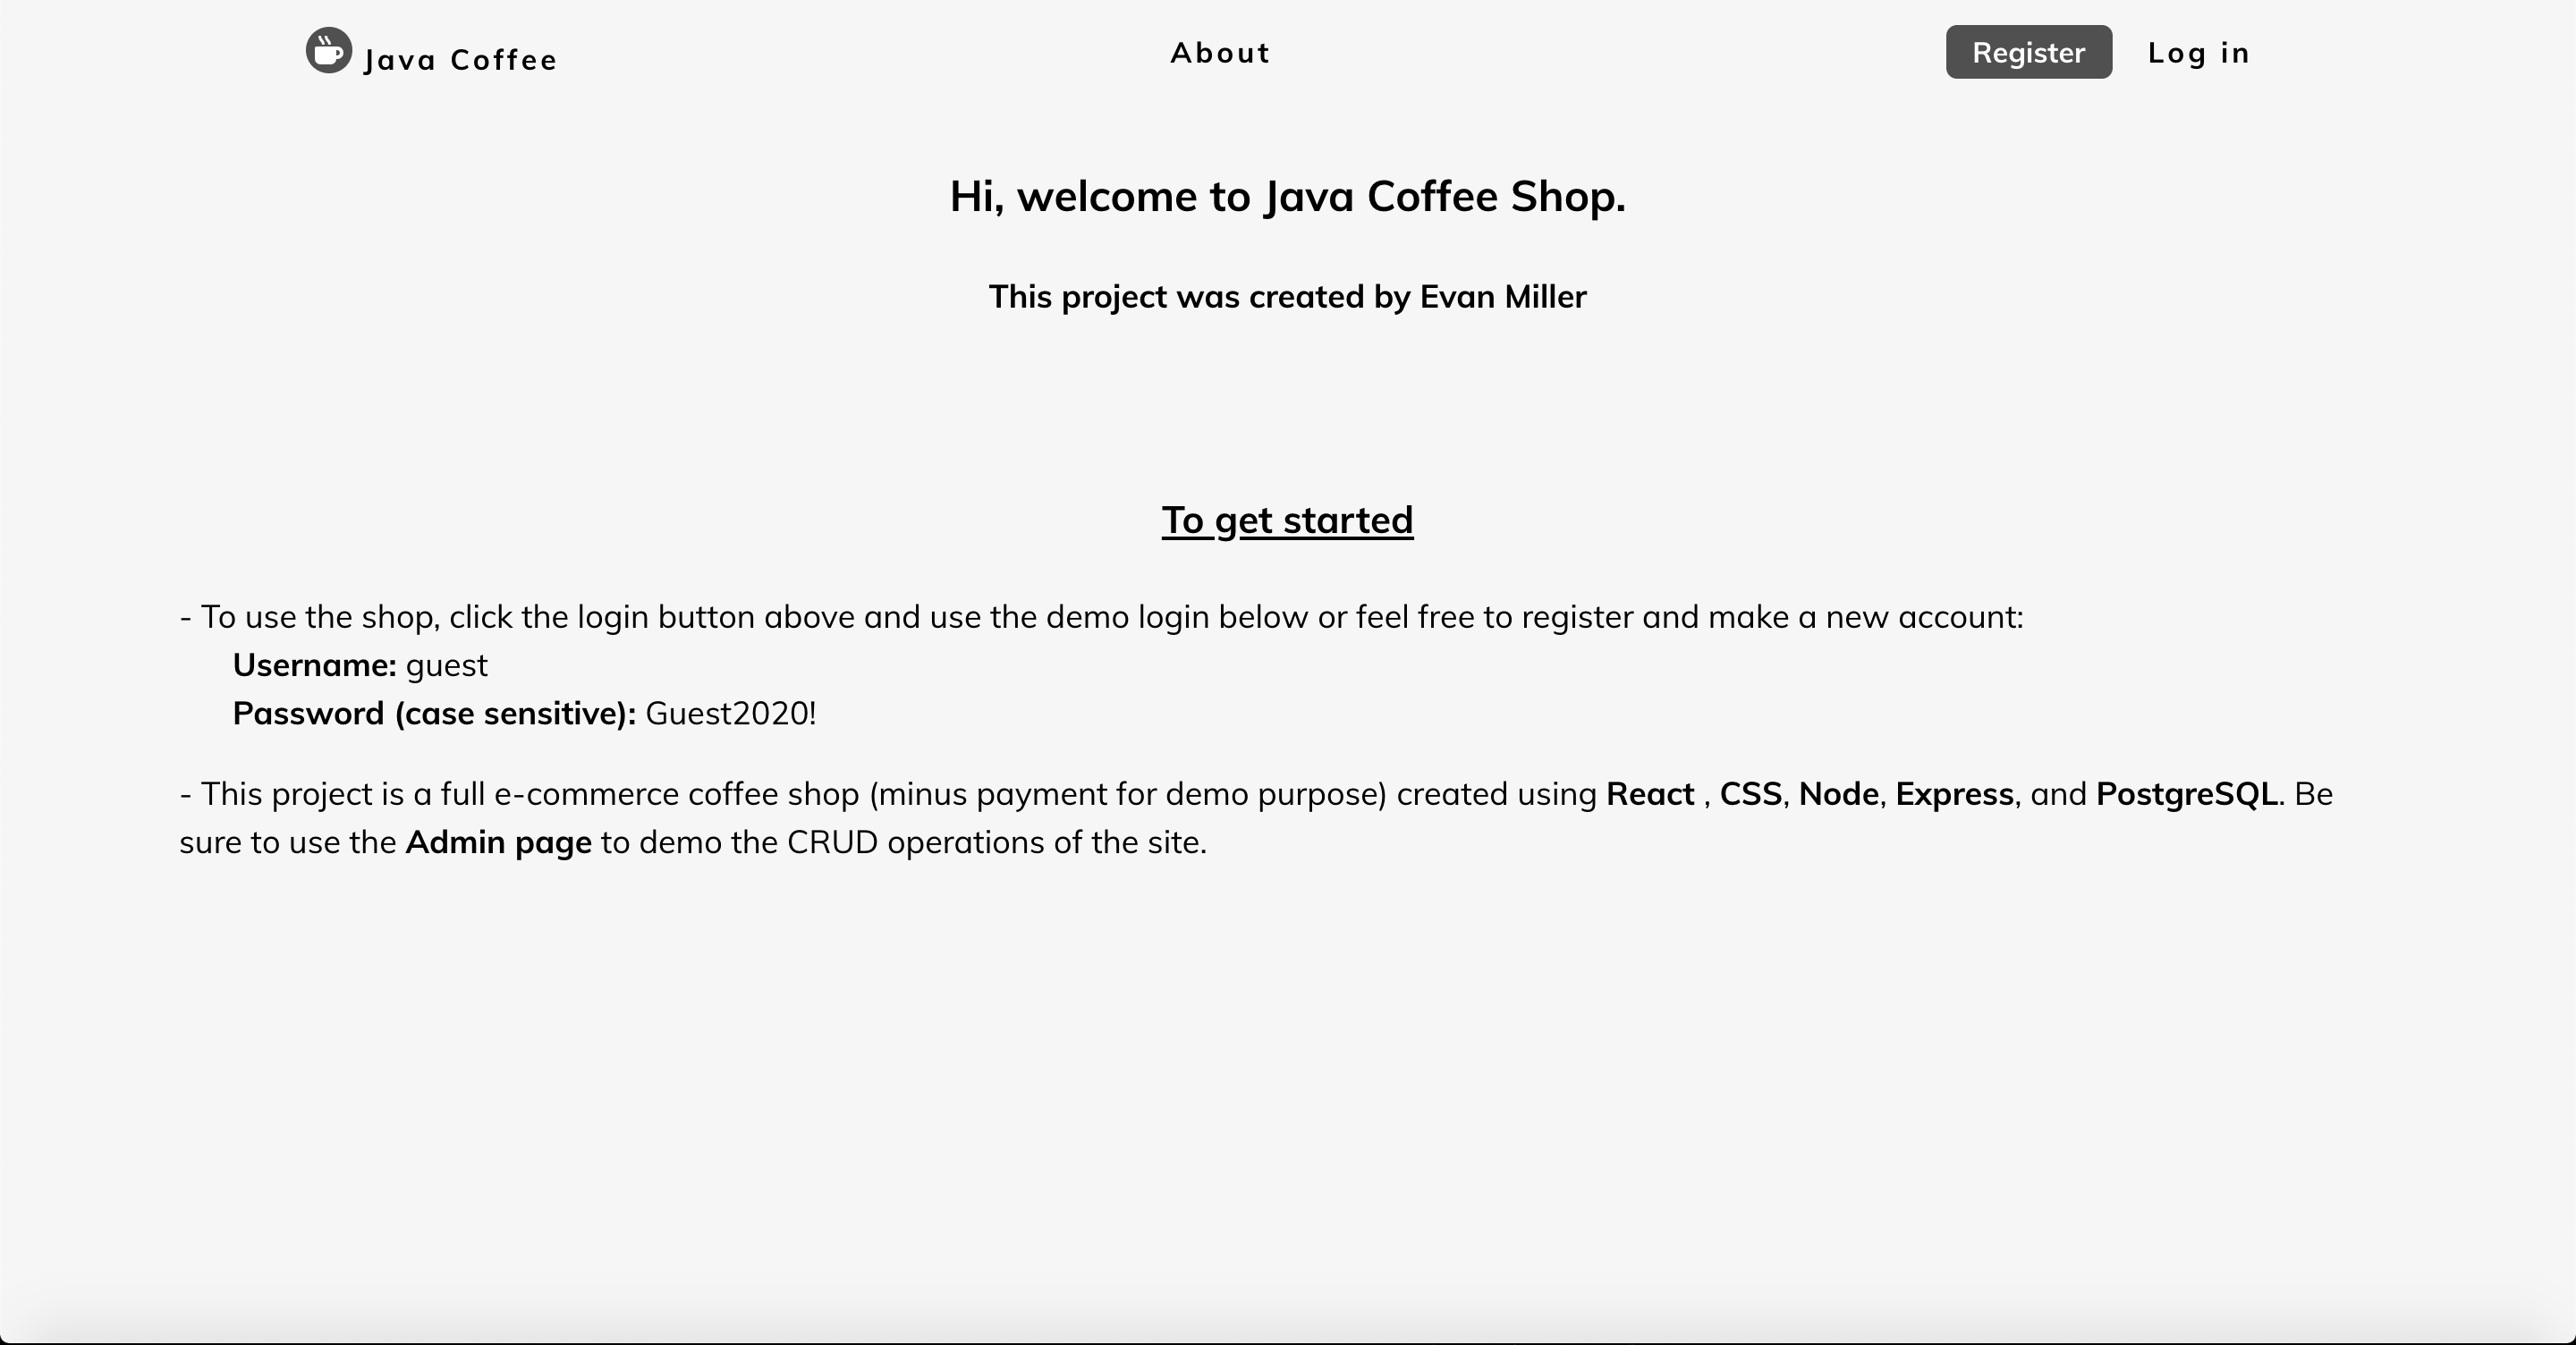 Java Coffee
About
Register
Log in
Hi, welcome to Java Coffee Shop.
This project was created by Evan Miller
To get started
- To use the shop, click the login button above and use the demo login below or feel free to register and make a new account:
Username: guest
Password (case sensitive): Guest2020!
- This project is a full e-commerce coffee shop (minus payment for demo purpose) created using React , CSS, Node, Express, and PostgreSQL. Be
sure to use the Admin page to demo the CRUD operations of the site.